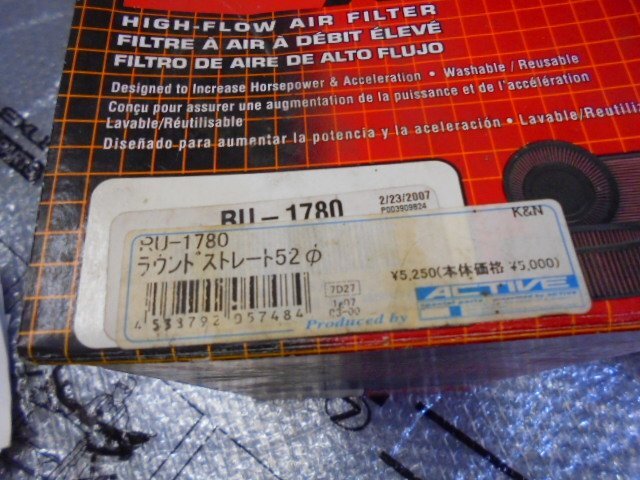 HIGH-FLOW AIR FILTER
FILTRE À AIR À DÉBIT ÉLEVÉ
FILTRO DE AIRE DE ALTO FLUJO
Designed to Increase Horsepower & Acceleration • Washable / Reusable
Conçu pour assurer une augmentation de la puissance et de l'accélération
Lavable/Réutilisable
Diseñado para aumentar la potencia y la aceleración • Lavable/Reutili
RU-1780
2/23/2007
P003909824
RU-1780
ラウンドストレート52φ
K&N
¥5,250(本体価格 ¥5,000)
7D27
03-00
4 538792 057484
Produced by
ACTIVE